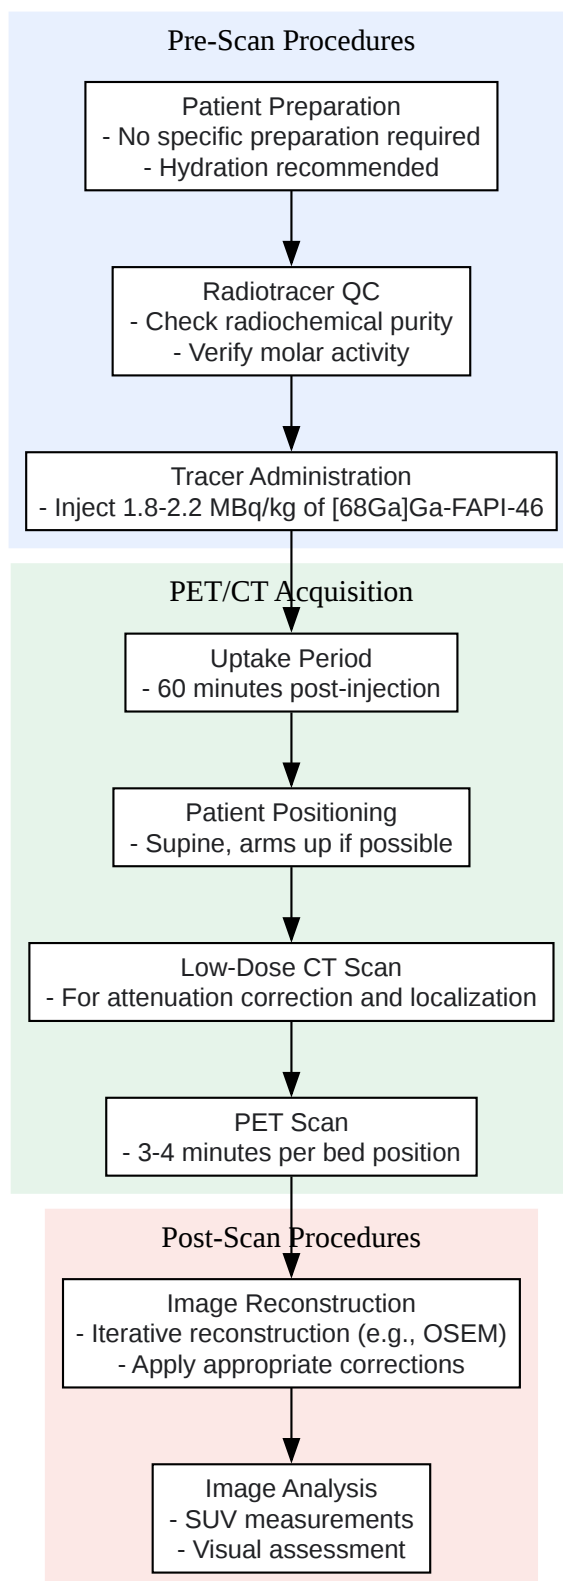 Pre-Scan Procedures
Patient Preparation
- No specific preparation required
- Hydration recommended
Radiotracer QC
- Check radiochemical purity
- Verify molar activity
Tracer Administration
- Inject 1.8-2.2 MBq/kg of [68Ga]Ga-FAPI-46
PET/CT Acquisition
Uptake Period
- 60 minutes post-injection
Patient Positioning
- Supine, arms up if possible
Low-Dose CT Scan
- For attenuation correction and localization
PET Scan
- 3-4 minutes per bed position
Post-Scan Procedures
Image Reconstruction
- Iterative reconstruction (e.g., OSEM)
- Apply appropriate corrections
Image Analysis
- SUV measurements
- Visual assessment